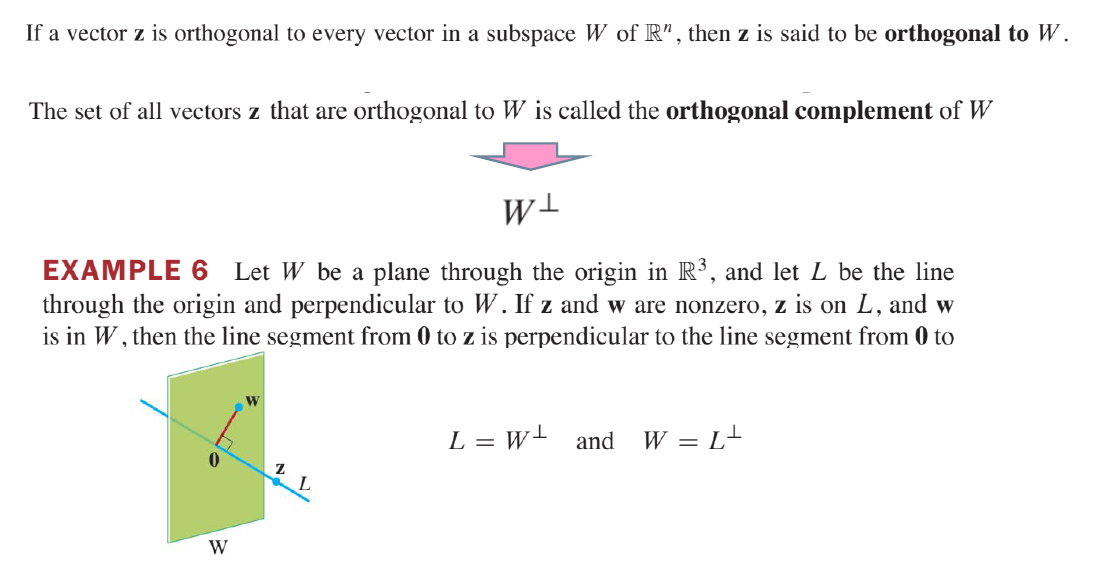 If a vector z is orthogonal to every vector in a subspace W of ℝⁿ, then z is said to be orthogonal to W.
The set of all vectors z that are orthogonal to W is called the orthogonal complement of W
W⊥
EXAMPLE 6 Let W be a plane through the origin in ℝ³, and let L be the line
through the origin and perpendicular to W. If z and w are nonzero, z is on L, and w
is in W, then the line segment from 0 to z is perpendicular to the line segment from 0 to
w
0
z
L
W
L = W⊥ and W = L⊥